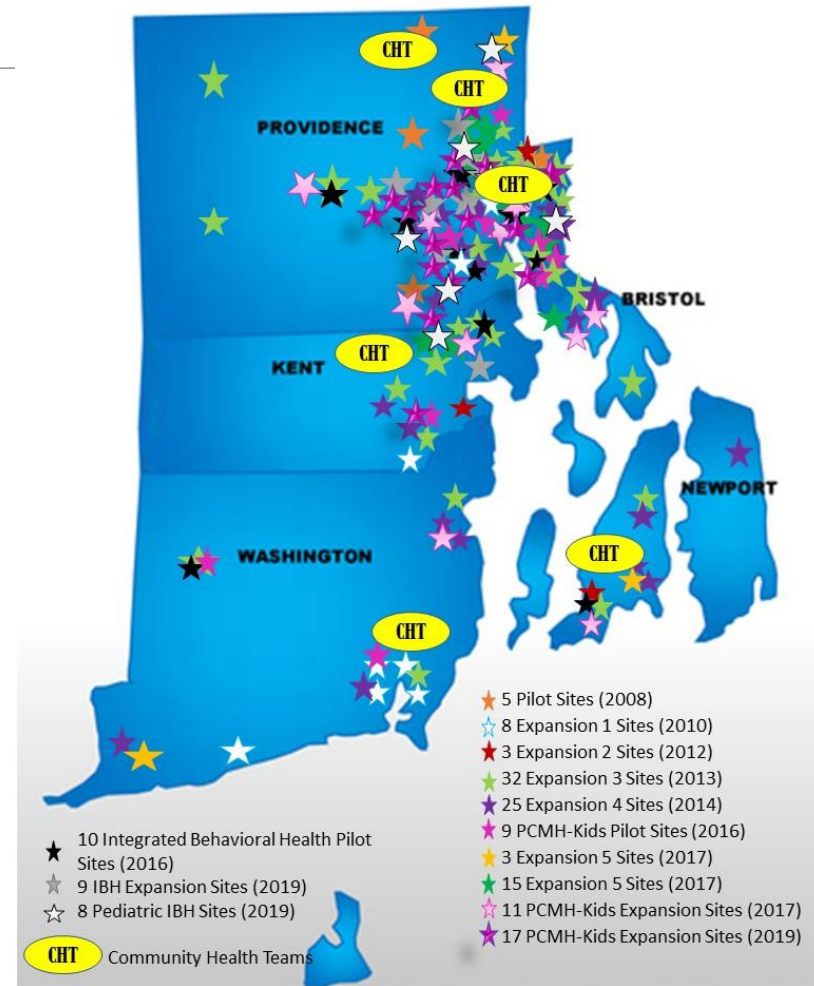 CHT
CHT
PROVIDENCE
CHT
BRISTOL
CHT
KENT
NEWPORT
CHT
WASHINGTON
CHT
5 Pilot Sites (2008)
8 Expansion 1 Sites (2010)
3 Expansion 2 Sites (2012)
32 Expansion 3 Sites (2013)
25 Expansion 4 Sites (2014)
9 PCMH-Kids Pilot Sites (2016)
3 Expansion 5 Sites (2017)
15 Expansion 5 Sites (2017)
11 PCMH-Kids Expansion Sites (2017)
17 PCMH-Kids Expansion Sites (2019)
10 Integrated Behavioral Health Pilot
Sites (2016)
9 IBH Expansion Sites (2019)
8 Pediatric IBH Sites (2019)
CHT Community Health Teams